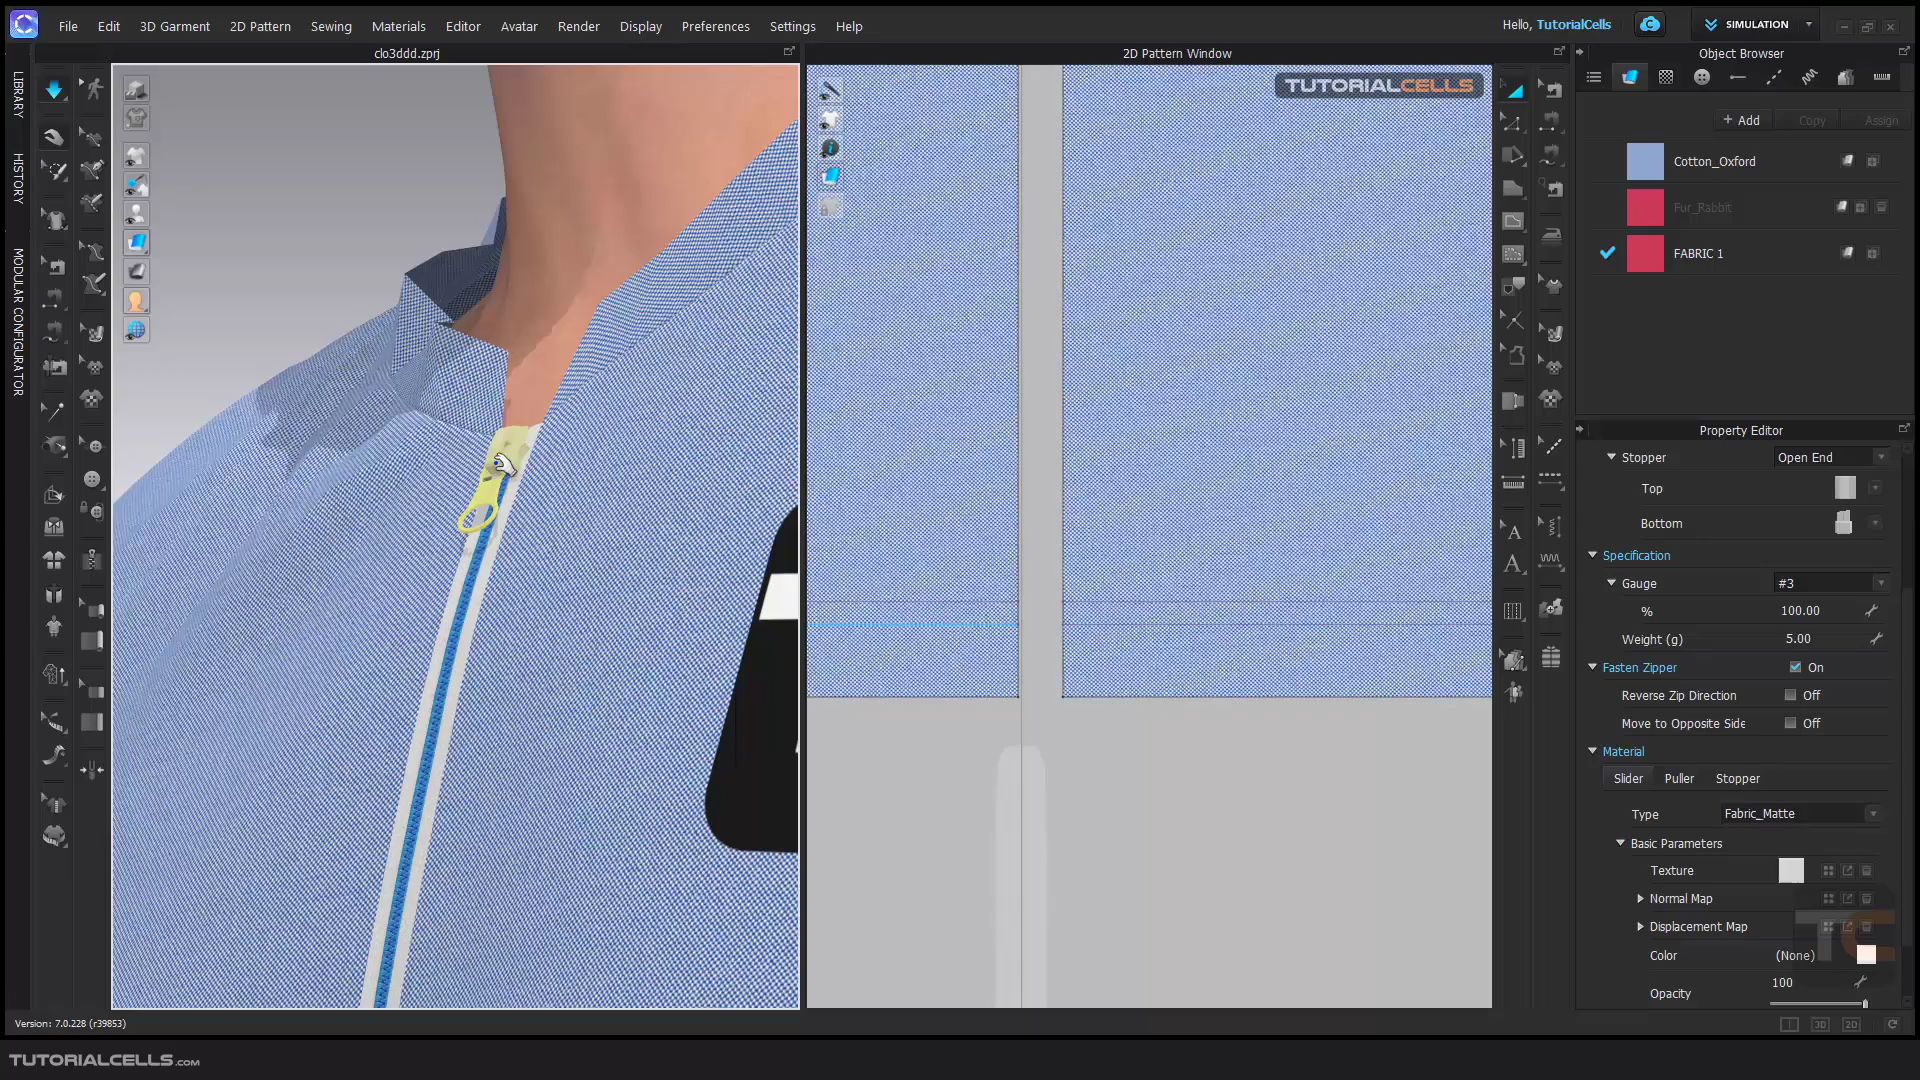 File Edit 3D Garment 2D Pattern Sewing Materials Editor Avatar Render Display Preferences Settings Help
Hello, TutorialCells
SIMULATION
clo3ddd.zprj
2D Pattern Window
Object Browser
LIBRARY
HISTORY
MODULAR CONFIGURATOR
TUTORIALCELLS
+ Add Copy Assign
Cotton_Oxford
Fur_Rabbit
FABRIC 1
Property Editor
Stopper Open End
Top
Bottom
Specification
Gauge #3
% 100.00
Weight (g) 5.00
Fasten Zipper On
Reverse Zip Direction Off
Move to Opposite Side Off
Material
Slider Puller Stopper
Type Fabric_Matte
Basic Parameters
Texture
Normal Map
Displacement Map
TC
Color (None)
Opacity 100
Version: 7.0.228 (r39853)
3D 2D
TUTORIALCELLS.com